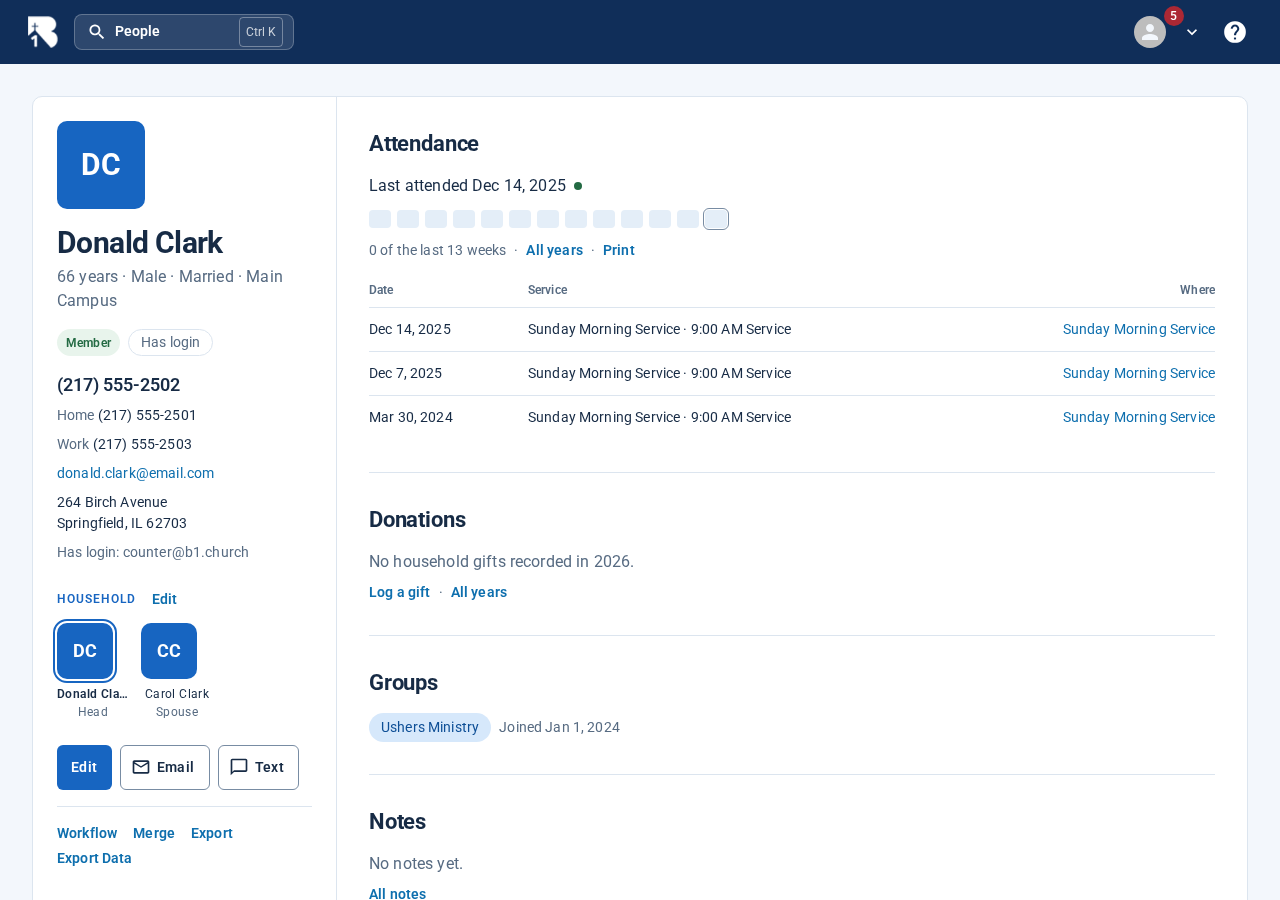 1
People
Ctrl K
5
DC
Donald Clark
66 years · Male · Married · Main
Campus
Member
Has login
(217) 555-2502
Home (217) 555-2501
Work (217) 555-2503
donald.clark@email.com
264 Birch Avenue
Springfield, IL 62703
Has login: counter@b1.church
HOUSEHOLD Edit
DC
CC
Donald Cla…
Carol Clark
Head
Spouse
Edit
Email
Text
Workflow Merge Export
Export Data
Attendance
Last attended Dec 14, 2025
0 of the last 13 weeks · All years · Print
Date Service Where
Dec 14, 2025 Sunday Morning Service · 9:00 AM Service Sunday Morning Service
Dec 7, 2025 Sunday Morning Service · 9:00 AM Service Sunday Morning Service
Mar 30, 2024 Sunday Morning Service · 9:00 AM Service Sunday Morning Service
Donations
No household gifts recorded in 2026.
Log a gift · All years
Groups
Ushers Ministry Joined Jan 1, 2024
Notes
No notes yet.
All notes